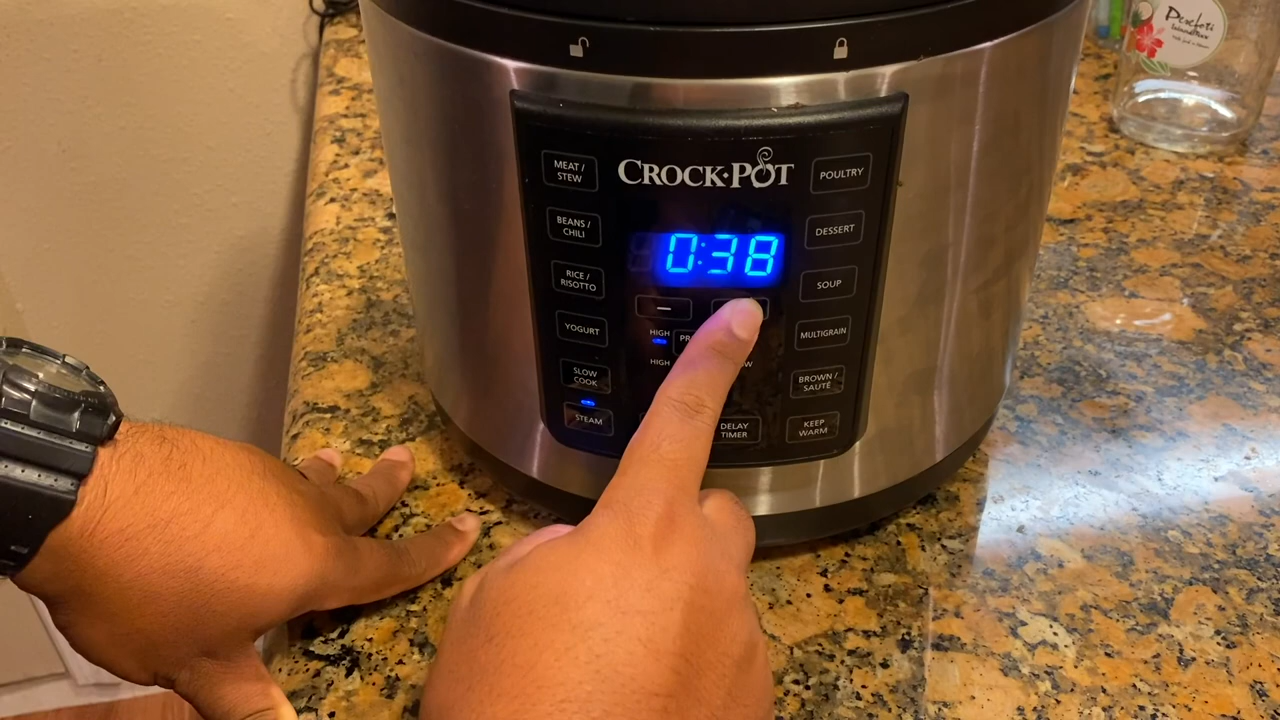 CROCK·POT
MEAT /
STEW
POULTRY
BEANS /
CHILI
0:38
DESSERT
RICE /
RISOTTO
SOUP
–
YOGURT
HIGH
PR
MULTIGRAIN
HIGH
W
SLOW
COOK
BROWN /
SAUTÉ
STEAM
DELAY
TIMER
KEEP
WARM